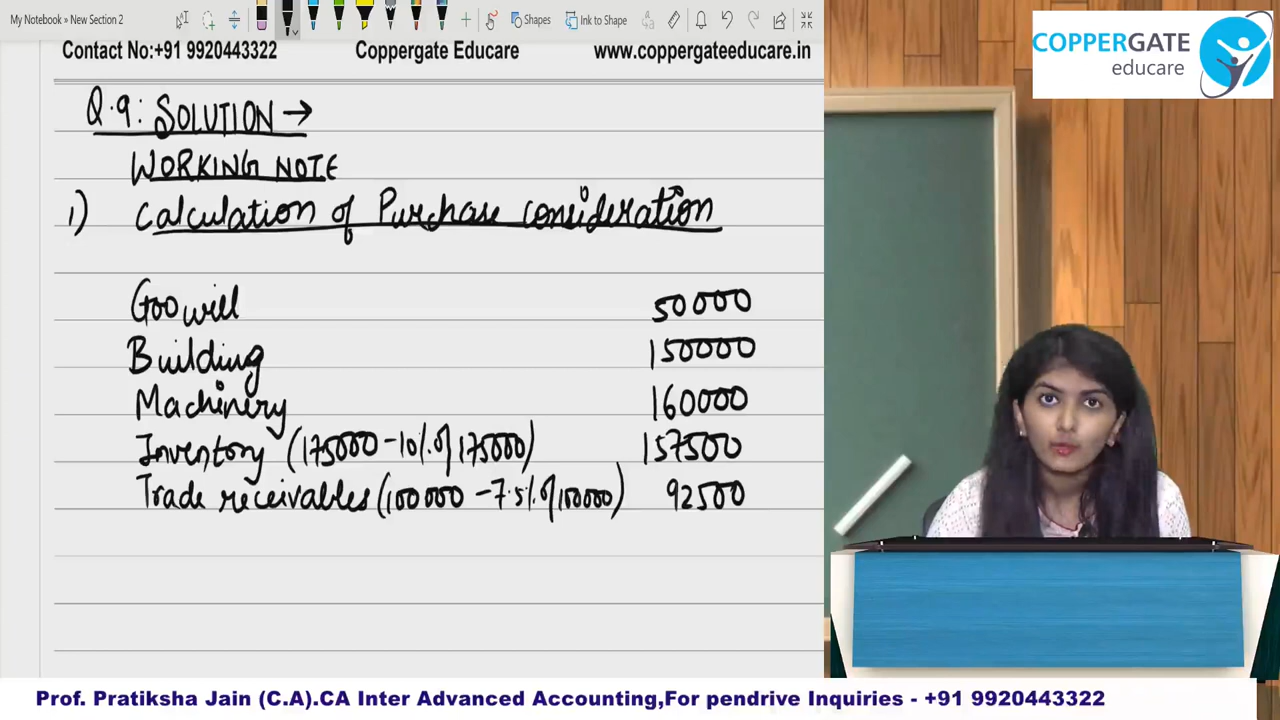 My Notebook » New Section 2
Shapes
Ink to Shape
Contact No:+91 9920443322 Coppergate Educare www.coppergateeducare.in
COPPERGATE
educare
Q.9: SOLUTION →
WORKING NOTE
1) Calculation of Purchase consideration
Goowill 50000
Building 150000
Machinery 160000
Inventory (175000 - 10% of 175000) 157500
Trade receivables (100000 - 7.5% of 100000) 92500
Prof. Pratiksha Jain (C.A).CA Inter Advanced Accounting,For pendrive Inquiries - +91 9920443322